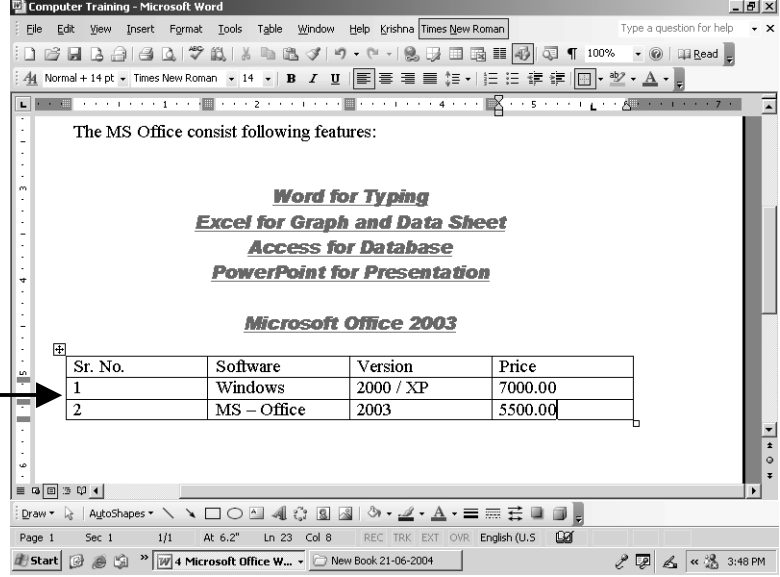 Computer Training - Microsoft Word
File Edit View Insert Format Tools Table Window Help Krishna Times New Roman Type a question for help
100% Read
Normal + 14 pt Times New Roman 14 B I U
1 2 4 5 7
The MS Office consist following features:
Word for Typing
Excel for Graph and Data Sheet
Access for Database
PowerPoint for Presentation
Microsoft Office 2003
Sr. No. Software Version Price
1 Windows 2000 / XP 7000.00
2 MS – Office 2003 5500.00
Draw AutoShapes
Page 1 Sec 1 1/1 At 6.2" Ln 23 Col 8 REC TRK EXT OVR English (U.S
Start » 4 Microsoft Office W... New Book 21-06-2004 « 3:48 PM